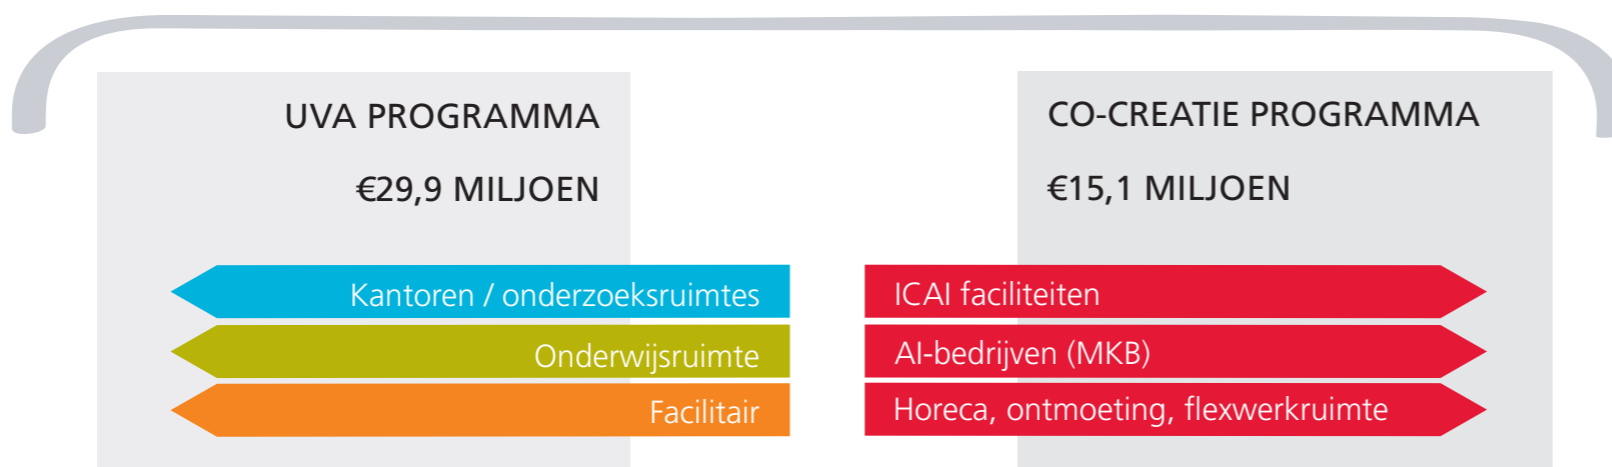 UVA PROGRAMMA
€29,9 MILJOEN
Kantoren / onderzoeksruimtes
Onderwijsruimte
Facilitair
CO-CREATIE PROGRAMMA
€15,1 MILJOEN
ICAI faciliteiten
AI-bedrijven (MKB)
Horeca, ontmoeting, flexwerkruimte